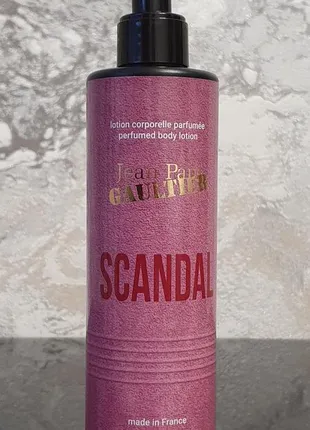 lotion corporelle parfumée
perfumed body lotion
Jean Paul
GAULTIER
SCANDAL
made in France